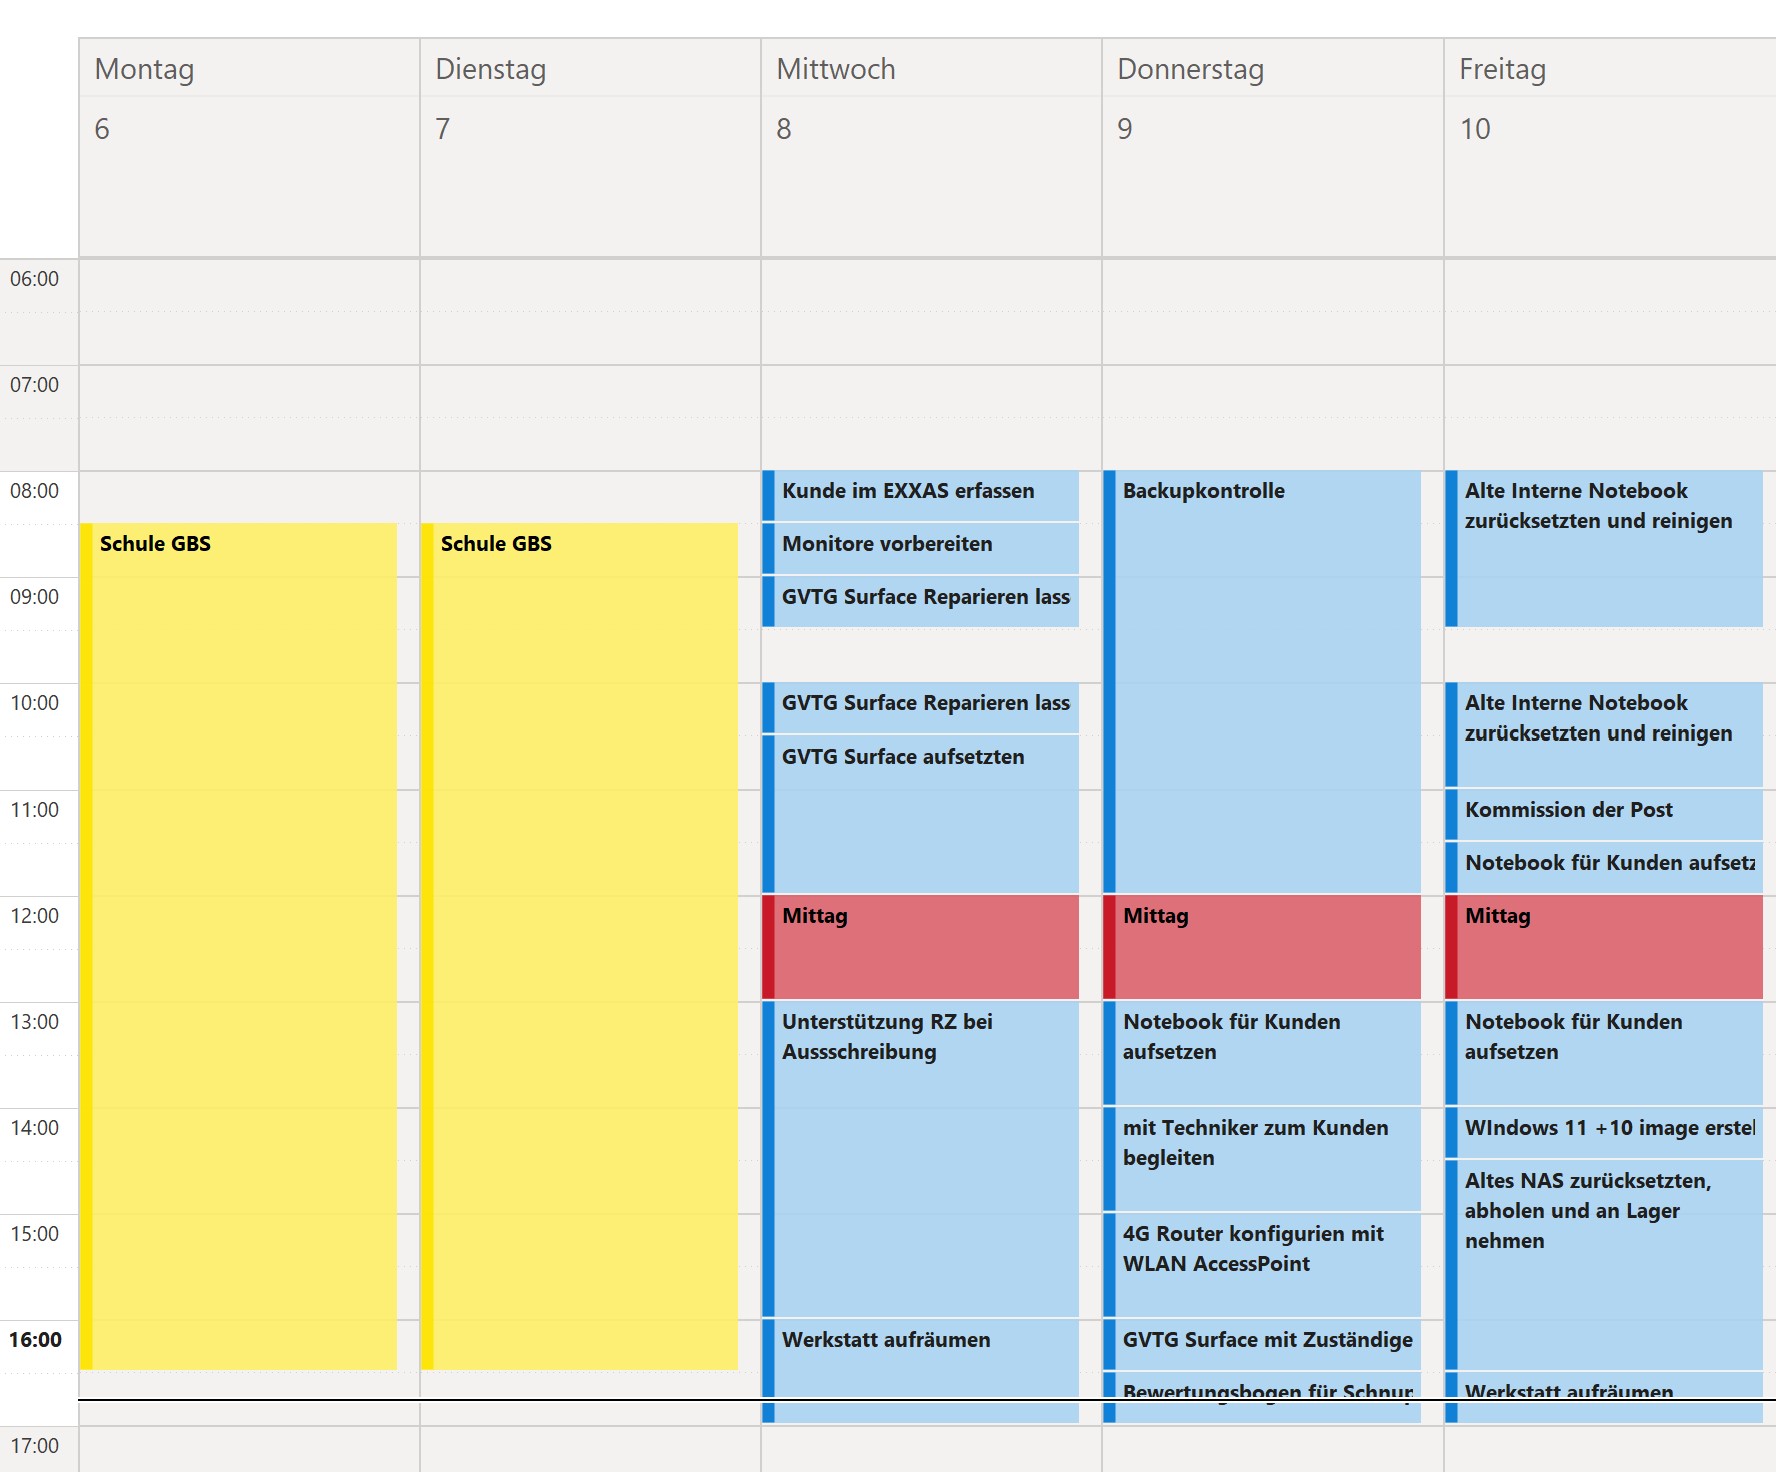 Montag
Dienstag
Mittwoch
Donnerstag
Freitag
6
7
8
9
10
06:00
07:00
08:00
09:00
10:00
11:00
12:00
13:00
14:00
15:00
16:00
17:00
Schule GBS
Schule GBS
Kunde im EXXAS erfassen
Monitore vorbereiten
GVTG Surface Reparieren lass
GVTG Surface Reparieren lass
GVTG Surface aufsetzten
Mittag
Unterstützung RZ bei
Aussschreibung
Werkstatt aufräumen
Backupkontrolle
Mittag
Notebook für Kunden
aufsetzen
mit Techniker zum Kunden
begleiten
4G Router konfigurien mit
WLAN AccessPoint
GVTG Surface mit Zuständige
Bewertungsbogen für Schnup
Alte Interne Notebook
zurücksetzten und reinigen
Alte Interne Notebook
zurücksetzten und reinigen
Kommission der Post
Notebook für Kunden aufsetz
Mittag
Notebook für Kunden
aufsetzen
WIndows 11 +10 image erstel
Altes NAS zurücksetzten,
abholen und an Lager
nehmen
Werkstatt aufräumen